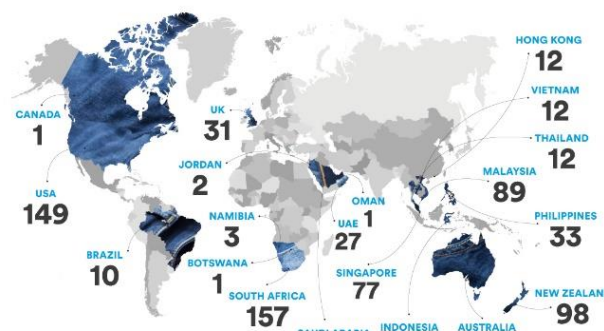 HONG KONG
12
VIETNAM
12
THAILAND
12
MALAYSIA
89
PHILIPPINES
33
NEW ZEALAN
98
CANADA
1
USA
149
UK
31
JORDAN
2
NAMIBIA
3
BOTSWANA
1
SOUTH AFRICA
157
BRAZIL
10
OMAN
1
UAE
27
SINGAPORE
77
SAUDI ARABIA
INDONESIA
AUSTRALIA